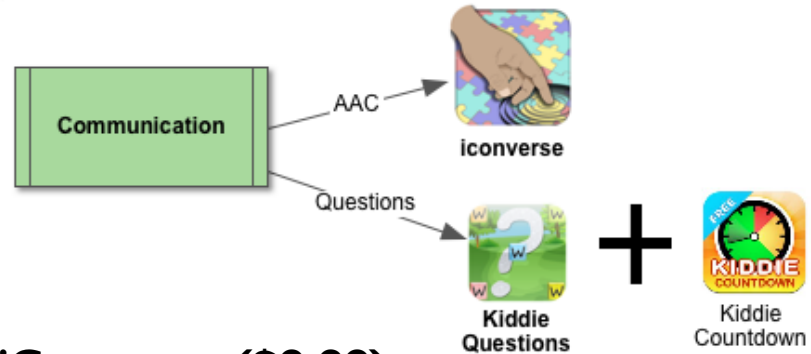 Communication
AAC
iconverse
Questions
W
W
?
W
W
W
Kiddie
Questions
+
FREE
KIDDIE
COUNTDOWN
Kiddie
Countdown